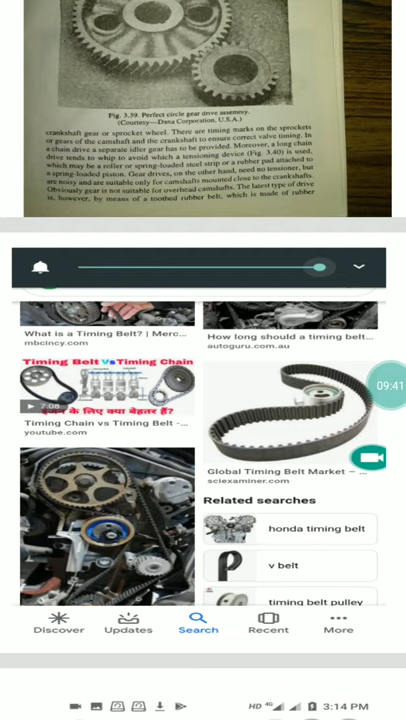 Fig. 3.39. Perfect circle gear drive assembly.
(Courtesy—Dana Corporation, U.S.A.)
crankshaft gear or sprocket wheel. There are timing marks on the sprockets
or gears of the camshaft and the crankshaft to ensure correct valve timing. In
a chain drive a separate idler gear has to be provided. Moreover, a long chain
drive tends to whip to avoid which a tensioning device (Fig. 3.40) is used,
which may be a roller or spring-loaded steel strip or a rubber pad attached to
a spring-loaded piston. Gear drives, on the other hand, need no tensioner, but
are noisy and are suitable only for camshafts mounted close to the crankshafts.
Obviously gear is not suitable for overhead camshafts. The latest type of drive
is, however, by means of a toothed rubber belt, which is made of rubber
What is a Timing Belt? | Merc...
mbcincy.com
How long should a timing belt...
autoguru.com.au
09:41
Timing Belt Vs Timing Chain
के लिए क्या बेहतर हैं?
7:08
Timing Chain vs Timing Belt -...
youtube.com
Global Timing Belt Market – ...
sciexaminer.com
Related searches
honda timing belt
v belt
timing belt pulley
Discover
Updates
Search
Recent
More
HD 4G
3:14 PM